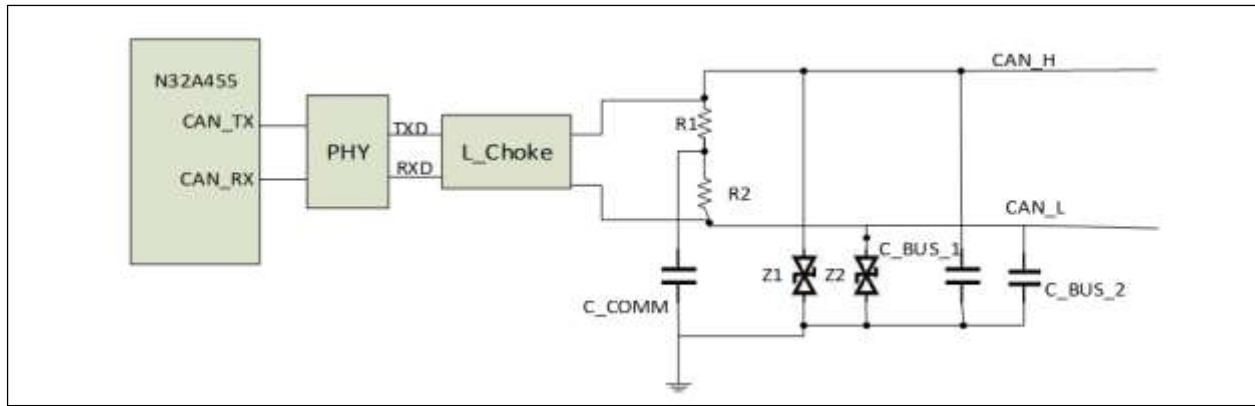 CAN_H
N32A455
CAN_TX
TXD
R1
PHY
L_Choke
RXD
CAN_RX
R2
CAN_L
C_BUS_1
Z1
Z2
C_BUS_2
C_COMM